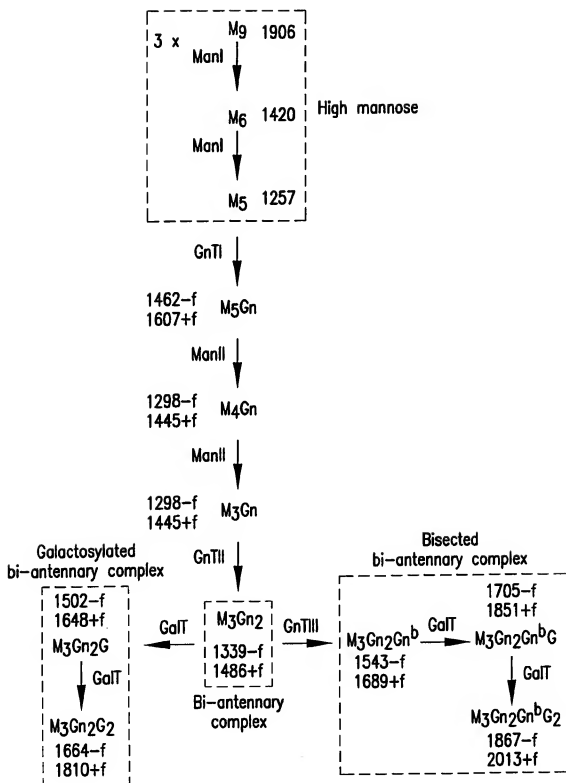 3 x M9 1906
ManI
M6 1420
High mannose
ManI
M5 1257
GnTI
1462-f
1607+f
M5Gn
ManII
1298-f
1445+f
M4Gn
ManII
1298-f
1445+f
M3Gn
GnTII
Galactosylated
bi-antennary complex
1502-f
1648+f
M3Gn2G
GalT
M3Gn2G2
1664-f
1810+f
GalT
M3Gn2
1339-f
1486+f
Bi-antennary
complex
GnTIII
Bisected
bi-antennary complex
1705-f
1851+f
M3Gn2Gnb
GalT
M3Gn2GnbG
1543-f
1689+f
GalT
M3Gn2GnbG2
1867-f
2013+f